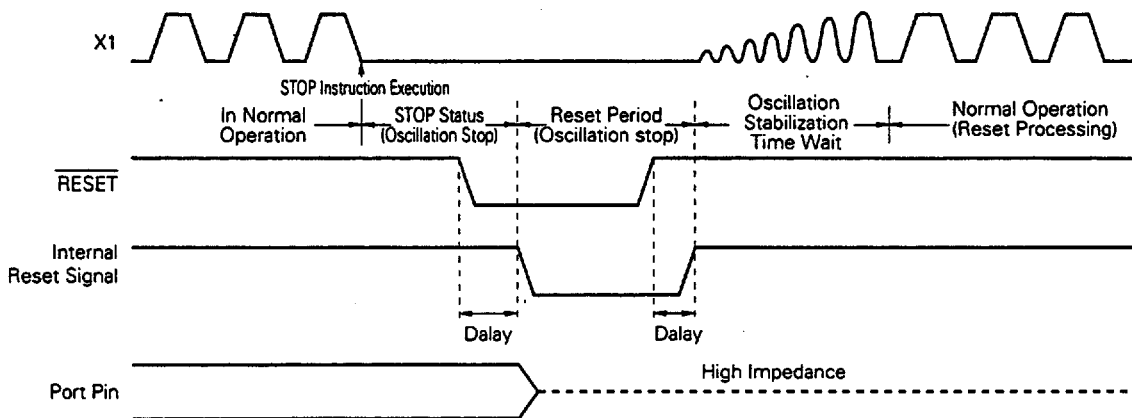 X1
STOP Instruction Execution
In Normal
Operation
STOP Status
(Oscillation Stop)
Reset Period
(Oscillation stop)
Oscillation
Stabilization
Time Wait
Normal Operation
(Reset Processing)
RESET
Internal
Reset Signal
Dalay
Dalay
High Impedance
Port Pin